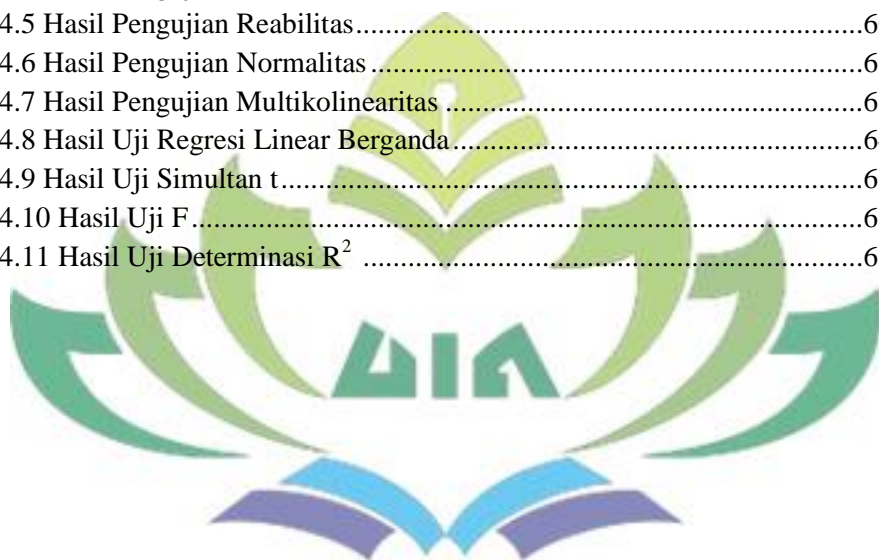 4.5 Hasil Pengujian Reabilitas.....................................................................6
4.6 Hasil Pengujian Normalitas...................................................................6
4.7 Hasil Pengujian Multikolinearitas.........................................................6
4.8 Hasil Uji Regresi Linear Berganda........................................................6
4.9 Hasil Uji Simultan t...............................................................................6
4.10 Hasil Uji F...........................................................................................6
4.11 Hasil Uji Determinasi R²....................................................................6
UIN